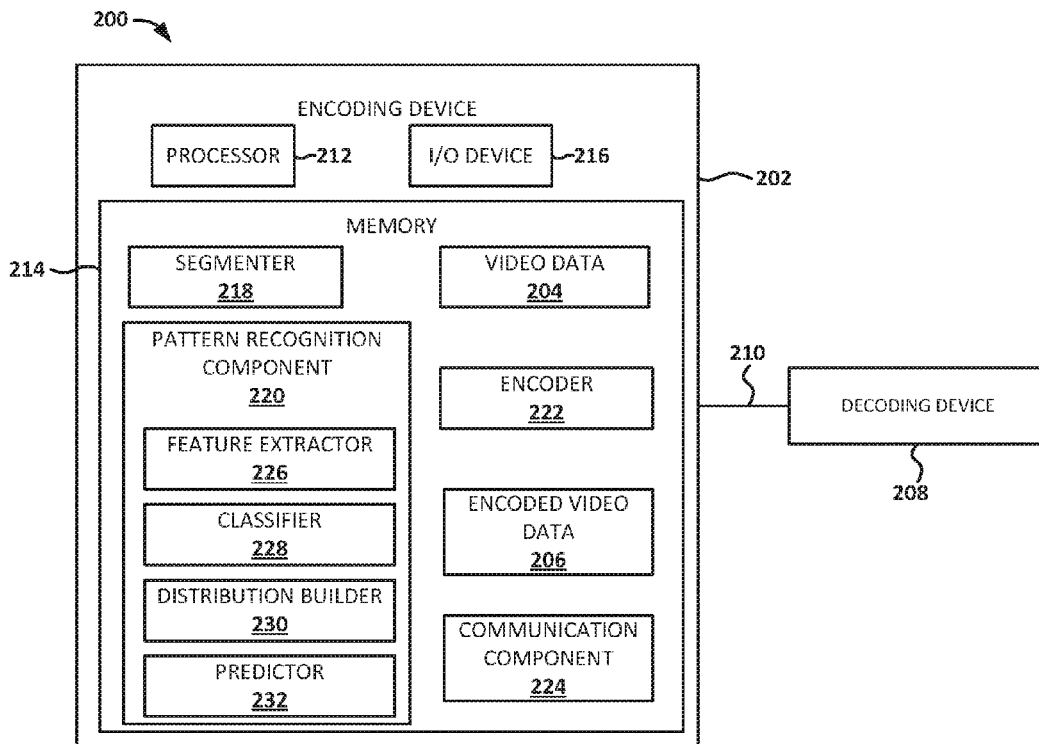 200
ENCODING DEVICE
PROCESSOR
212
I/O DEVICE
216
202
MEMORY
214
SEGMENTER
218
VIDEO DATA
204
PATTERN RECOGNITION
COMPONENT
220
ENCODER
222
210
DECODING DEVICE
208
FEATURE EXTRACTOR
226
CLASSIFIER
228
ENCODED VIDEO
DATA
206
DISTRIBUTION BUILDER
230
COMMUNICATION
COMPONENT
224
PREDICTOR
232